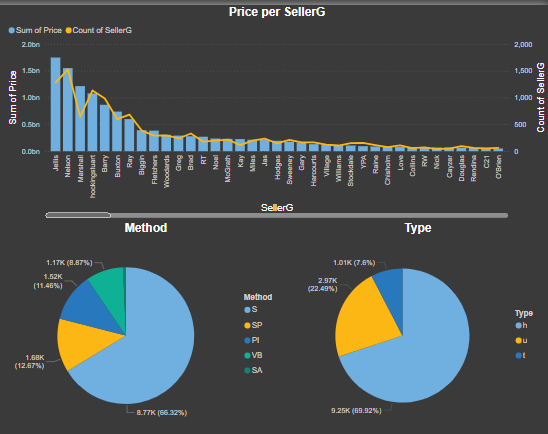 Price per SellerG
Sum of Price Count of SellerG
2.0bn
1.5bn
1.0bn
0.5bn
0.0bn
Sum of Price
2,000
1,500
1,000
500
0
Count of SellerG
Jellis
Nelson
Marshall
hockingstuart
Barry
Buxton
Ray
Biggin
Fletchers
Woodards
Greg
Brad
RT
Noel
McGrath
Kay
Miles
Jas
Hodges
Sweeney
Gary
Harcourts
Village
Williams
Stockdale
YPA
Raine
Chisholm
Love
Collins
RW
Nick
Cayzer
Douglas
Rendina
C21
O'Brien
SellerG
Method
1.17K (8.87%)
1.52K
(11.46%)
1.68K
(12.67%)
8.77K (66.32%)
Method
S
SP
PI
VB
SA
Type
1.01K (7.6%)
2.97K
(22.49%)
9.25K (69.92%)
Type
h
u
t